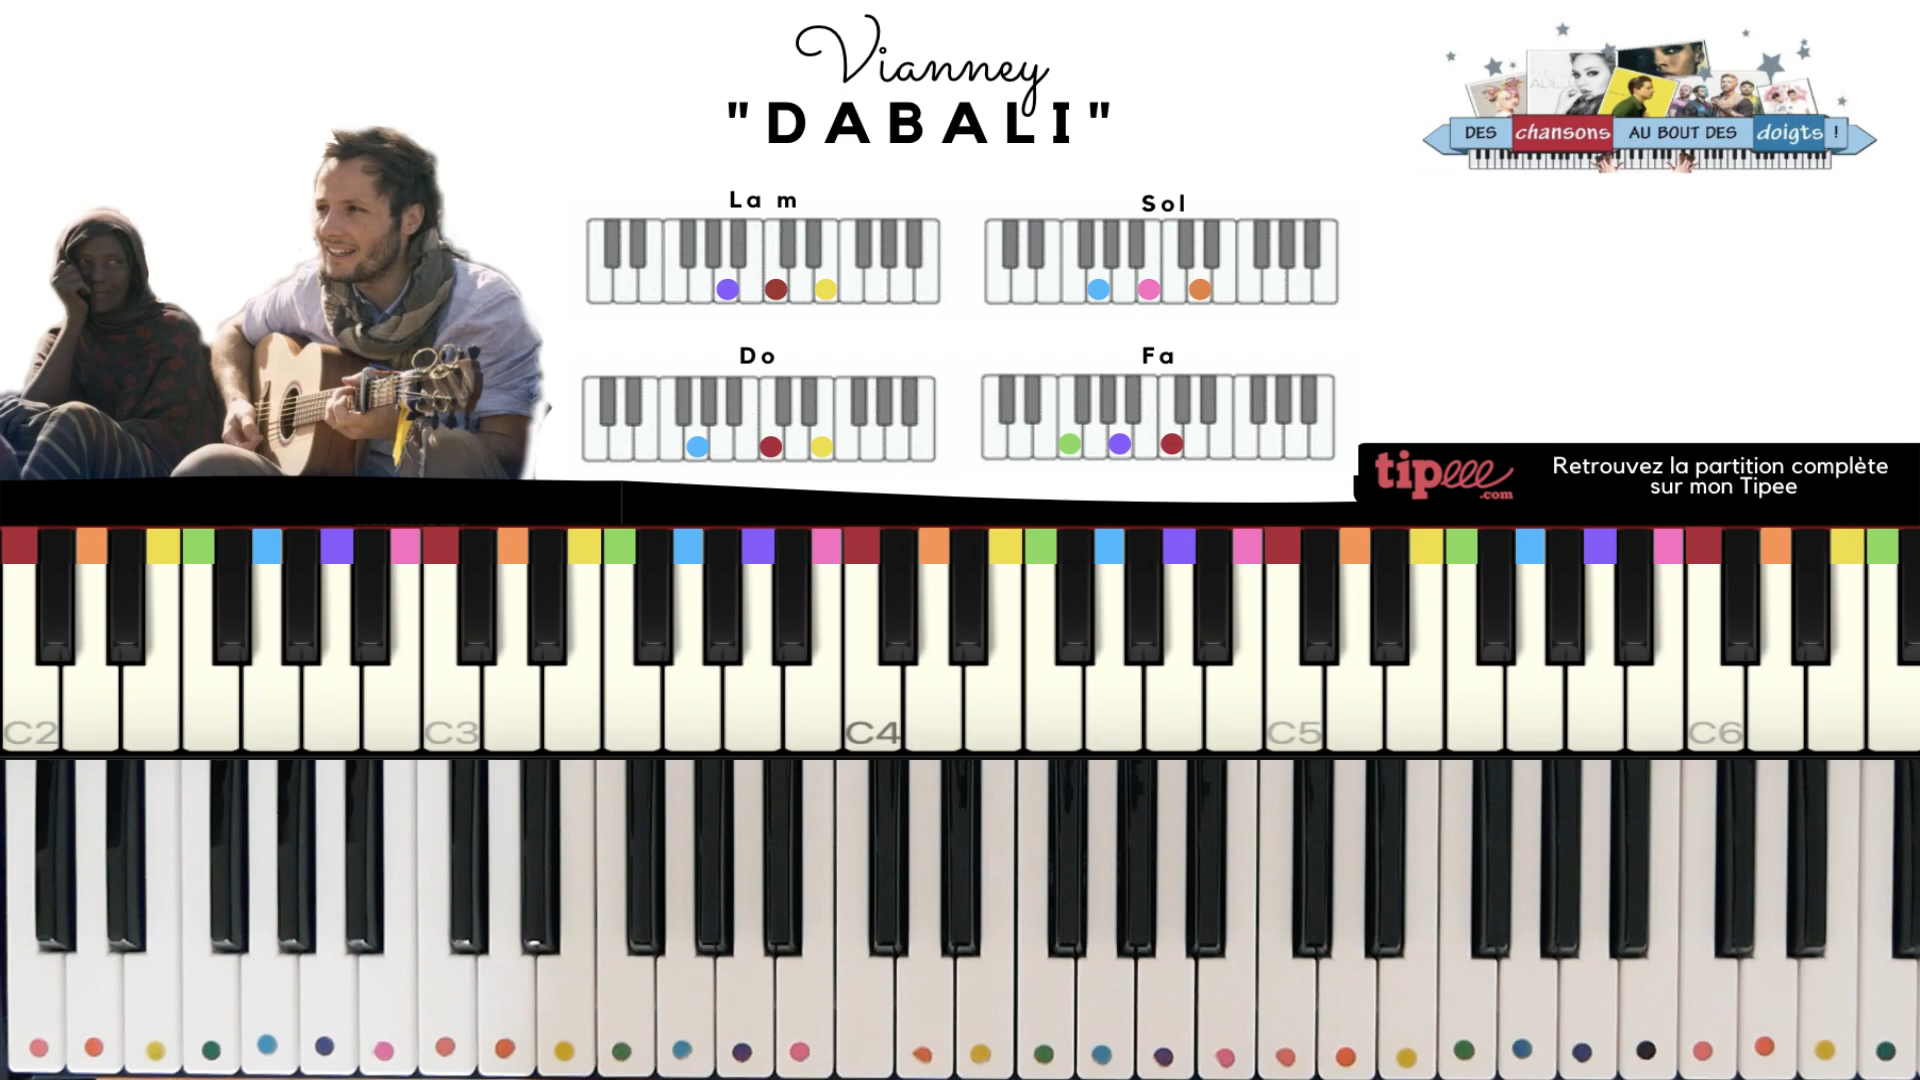 Vianney
"DABALI"
DES chansons AU BOUT DES doigts !
La m
Sol
Do
Fa
tipeee
.com
Retrouvez la partition complète
sur mon Tipee
C2
C3
C4
C5
C6